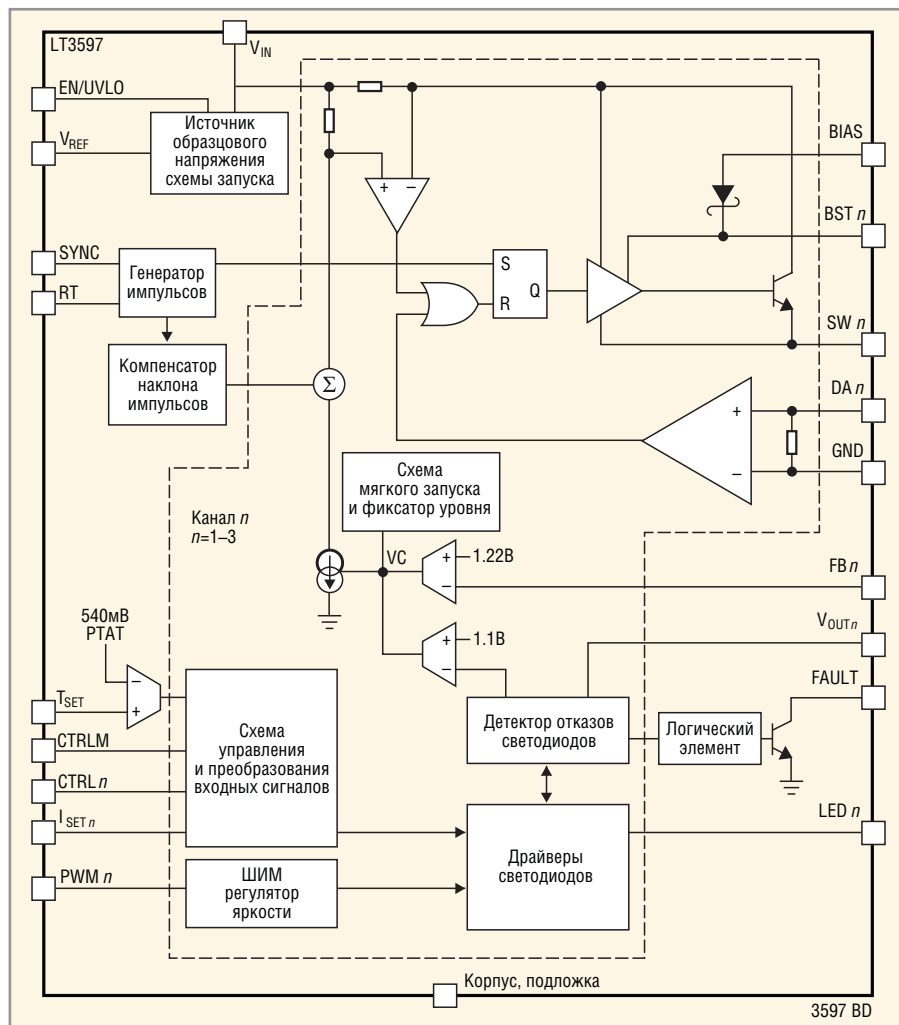 LT3597
V_IN
EN/UVLO
V_REF
Источник
образцового
напряжения
схемы запуска
BIAS
BST n
+ –
SYNC
RT
Генератор
импульсов
S
R
Q
SW n
Компенсатор
наклона
импульсов
Σ
DA n
+
–
GND
Схема
мягкого запуска
и фиксатор уровня
Канал n
n=1–3
VC
+
–
1.22В
FB n
+
–
1.1В
V_OUT n
540мВ
PTAT
–
+
T_SET
CTRLM
CTRL n
I_SET n
Схема
управления
и преобразования
входных сигналов
Детектор отказов
светодиодов
Логический
элемент
FAULT
LED n
PWM n
ШИМ
регулятор
яркости
Драйверы
светодиодов
Корпус, подложка
3597 BD